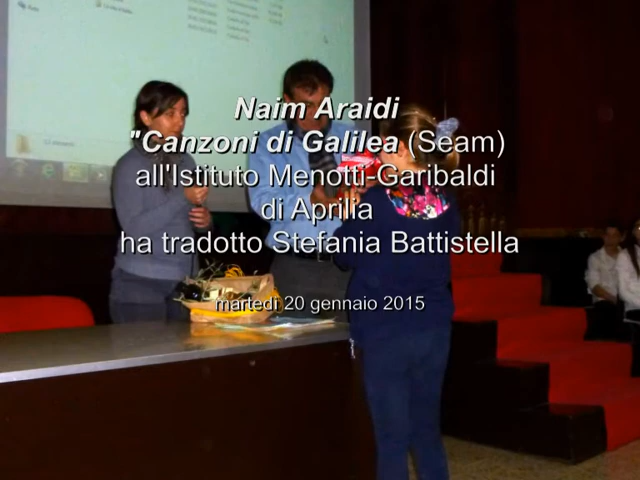 Naim Araidi
"Canzoni di Galilea (Seam)
all'Istituto Menotti-Garibaldi
di Aprilia
ha tradotto Stefania Battistella
martedì 20 gennaio 2015